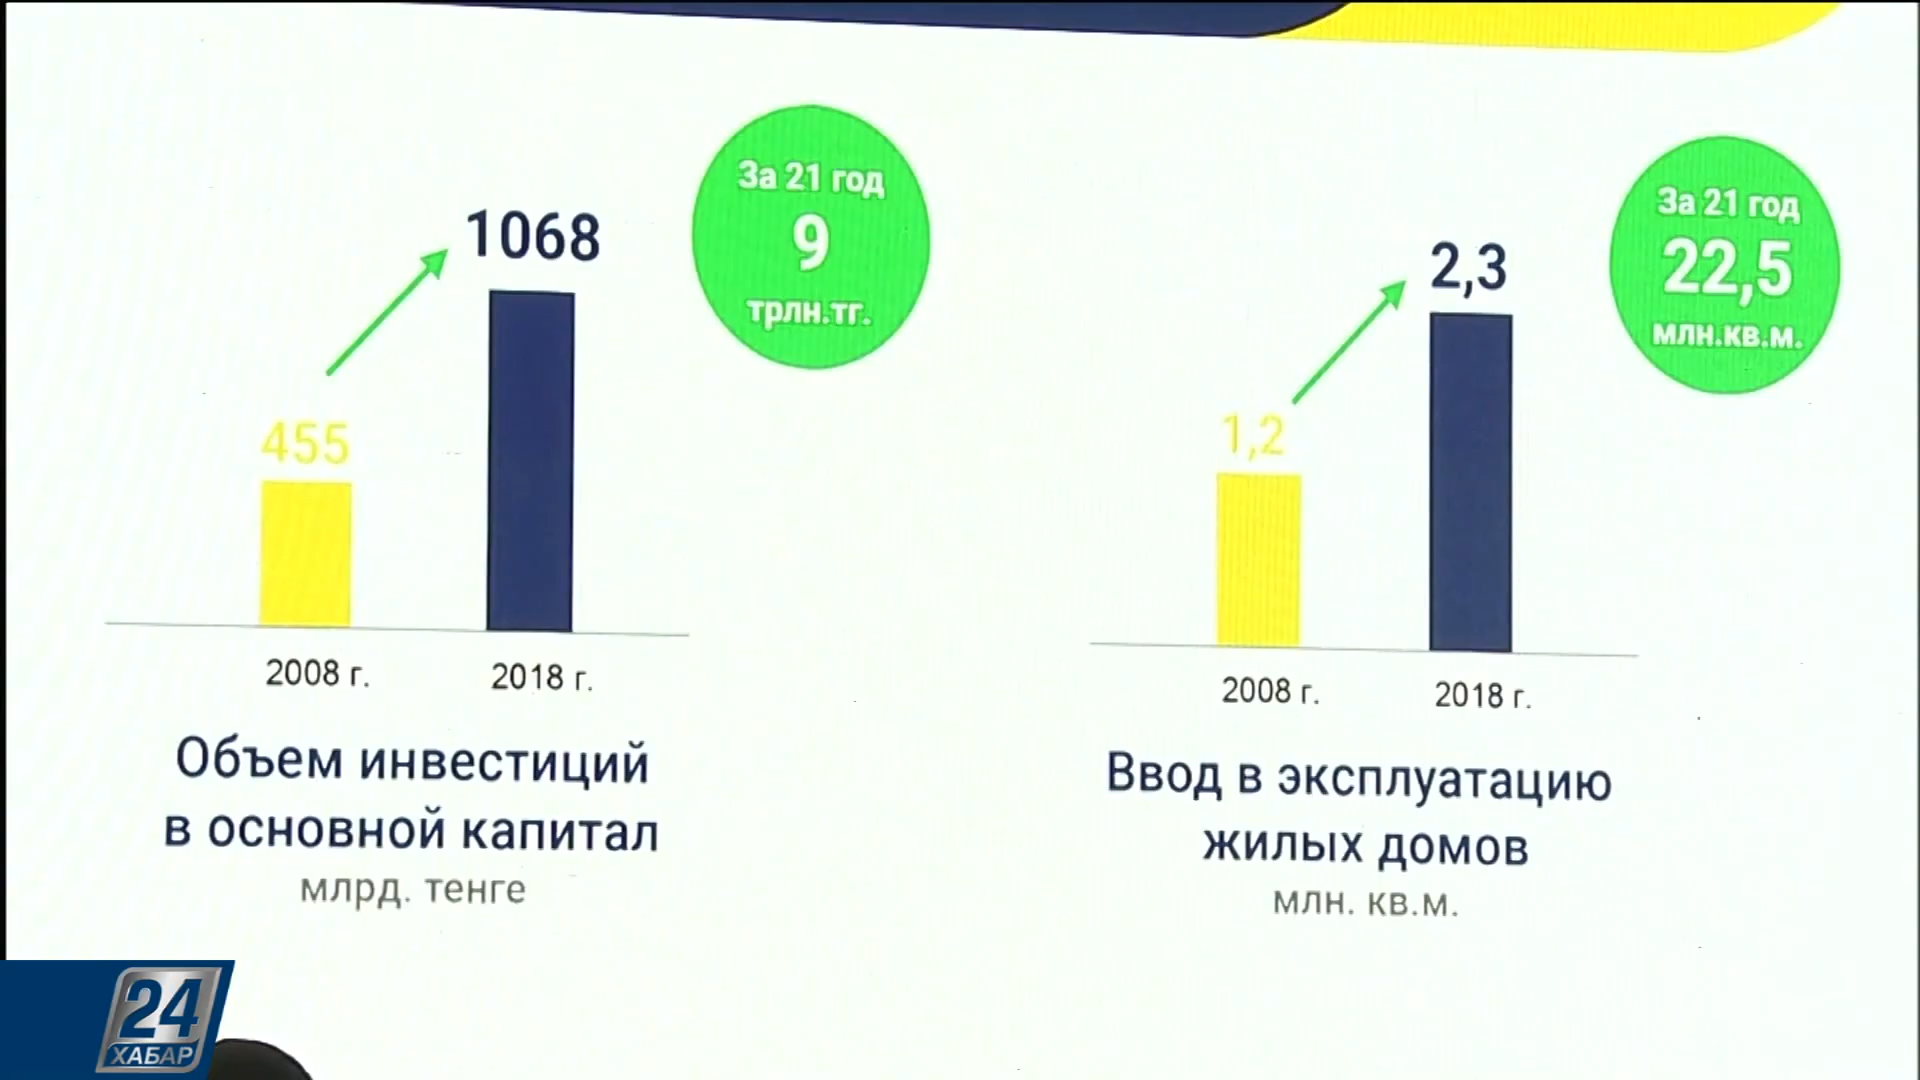 За 21 год
9
трлн.тг.
1068
455
2008 г.
2018 г.
Объем инвестиций
в основной капитал
млрд. тенге
За 21 год
22,5
млн.кв.м.
2,3
1,2
2008 г.
2018 г.
Ввод в эксплуатацию
жилых домов
млн. кв.м.
24
ХАБАР